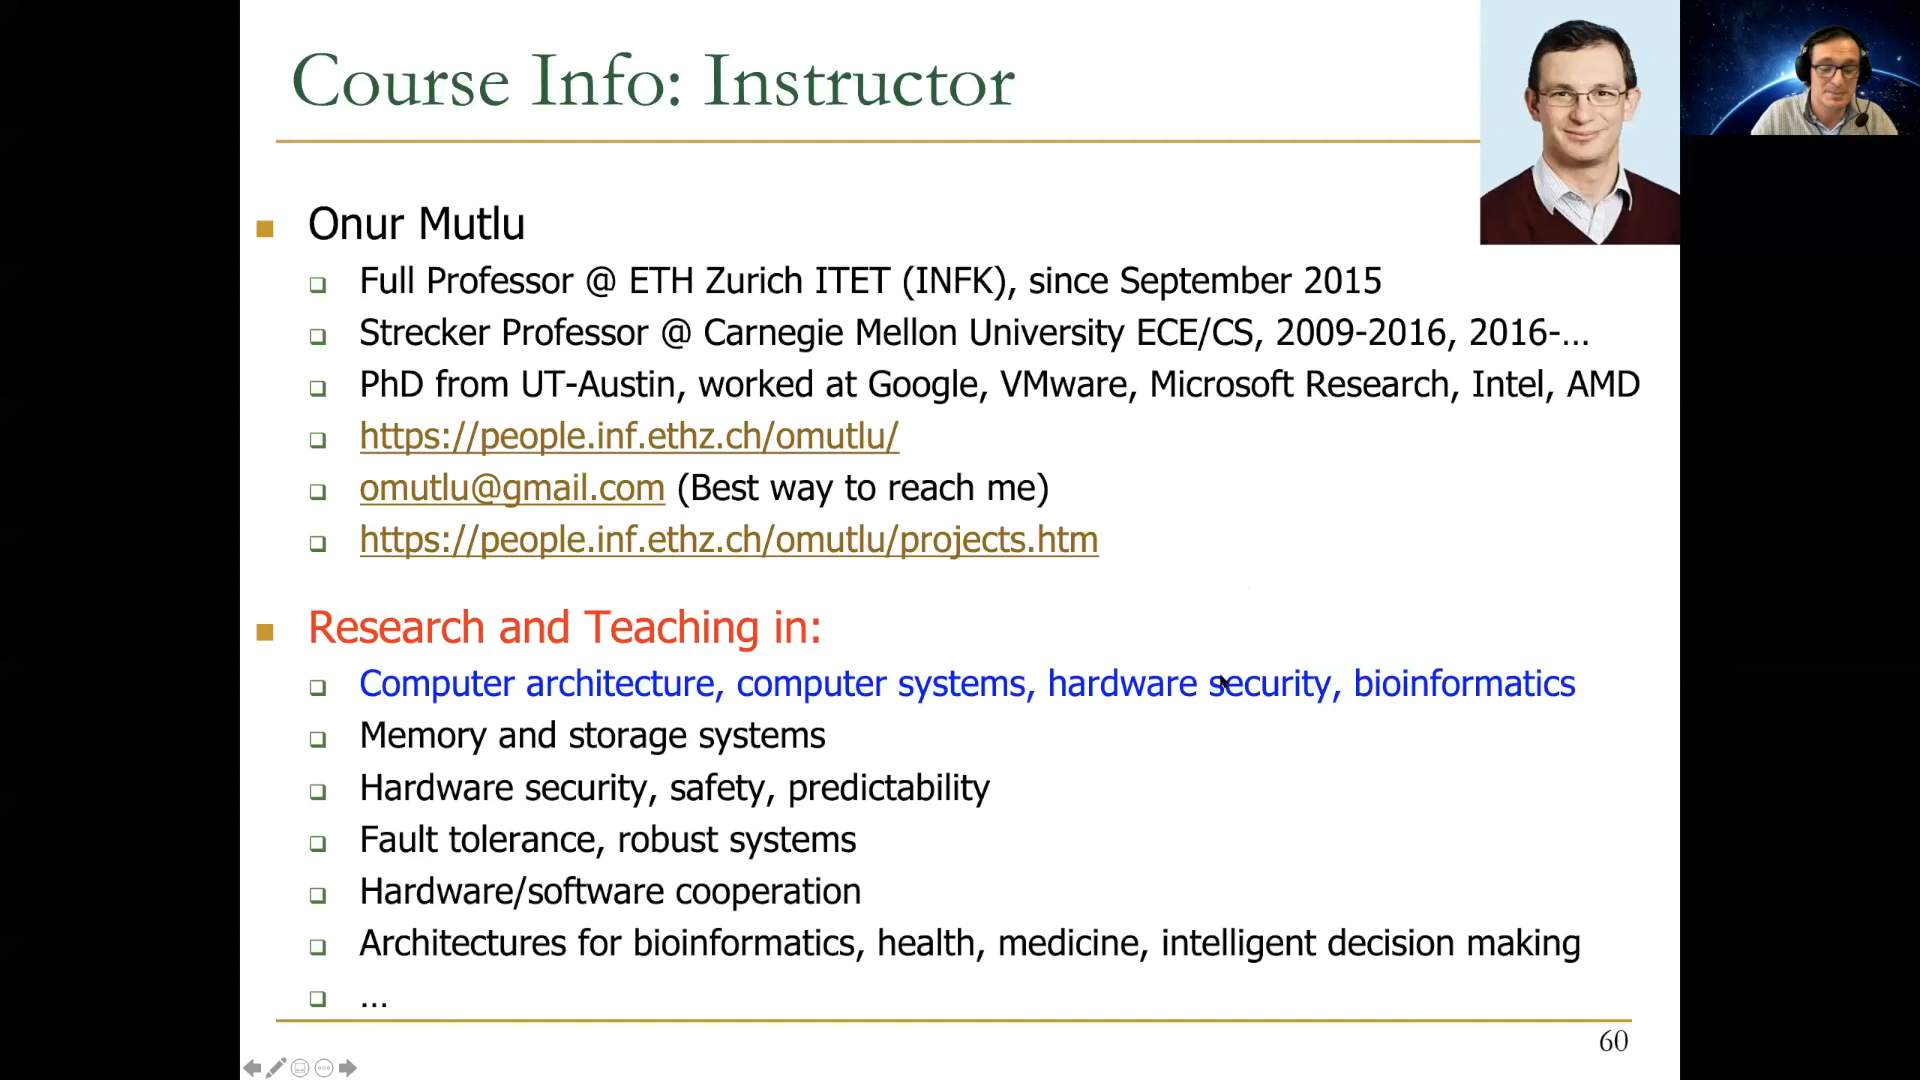 Course Info: Instructor
Onur Mutlu
Full Professor @ ETH Zurich ITET (INFK), since September 2015
Strecker Professor @ Carnegie Mellon University ECE/CS, 2009-2016, 2016-...
PhD from UT-Austin, worked at Google, VMware, Microsoft Research, Intel, AMD
https://people.inf.ethz.ch/omutlu/
omutlu@gmail.com (Best way to reach me)
https://people.inf.ethz.ch/omutlu/projects.htm
Research and Teaching in:
Computer architecture, computer systems, hardware security, bioinformatics
Memory and storage systems
Hardware security, safety, predictability
Fault tolerance, robust systems
Hardware/software cooperation
Architectures for bioinformatics, health, medicine, intelligent decision making
...
60